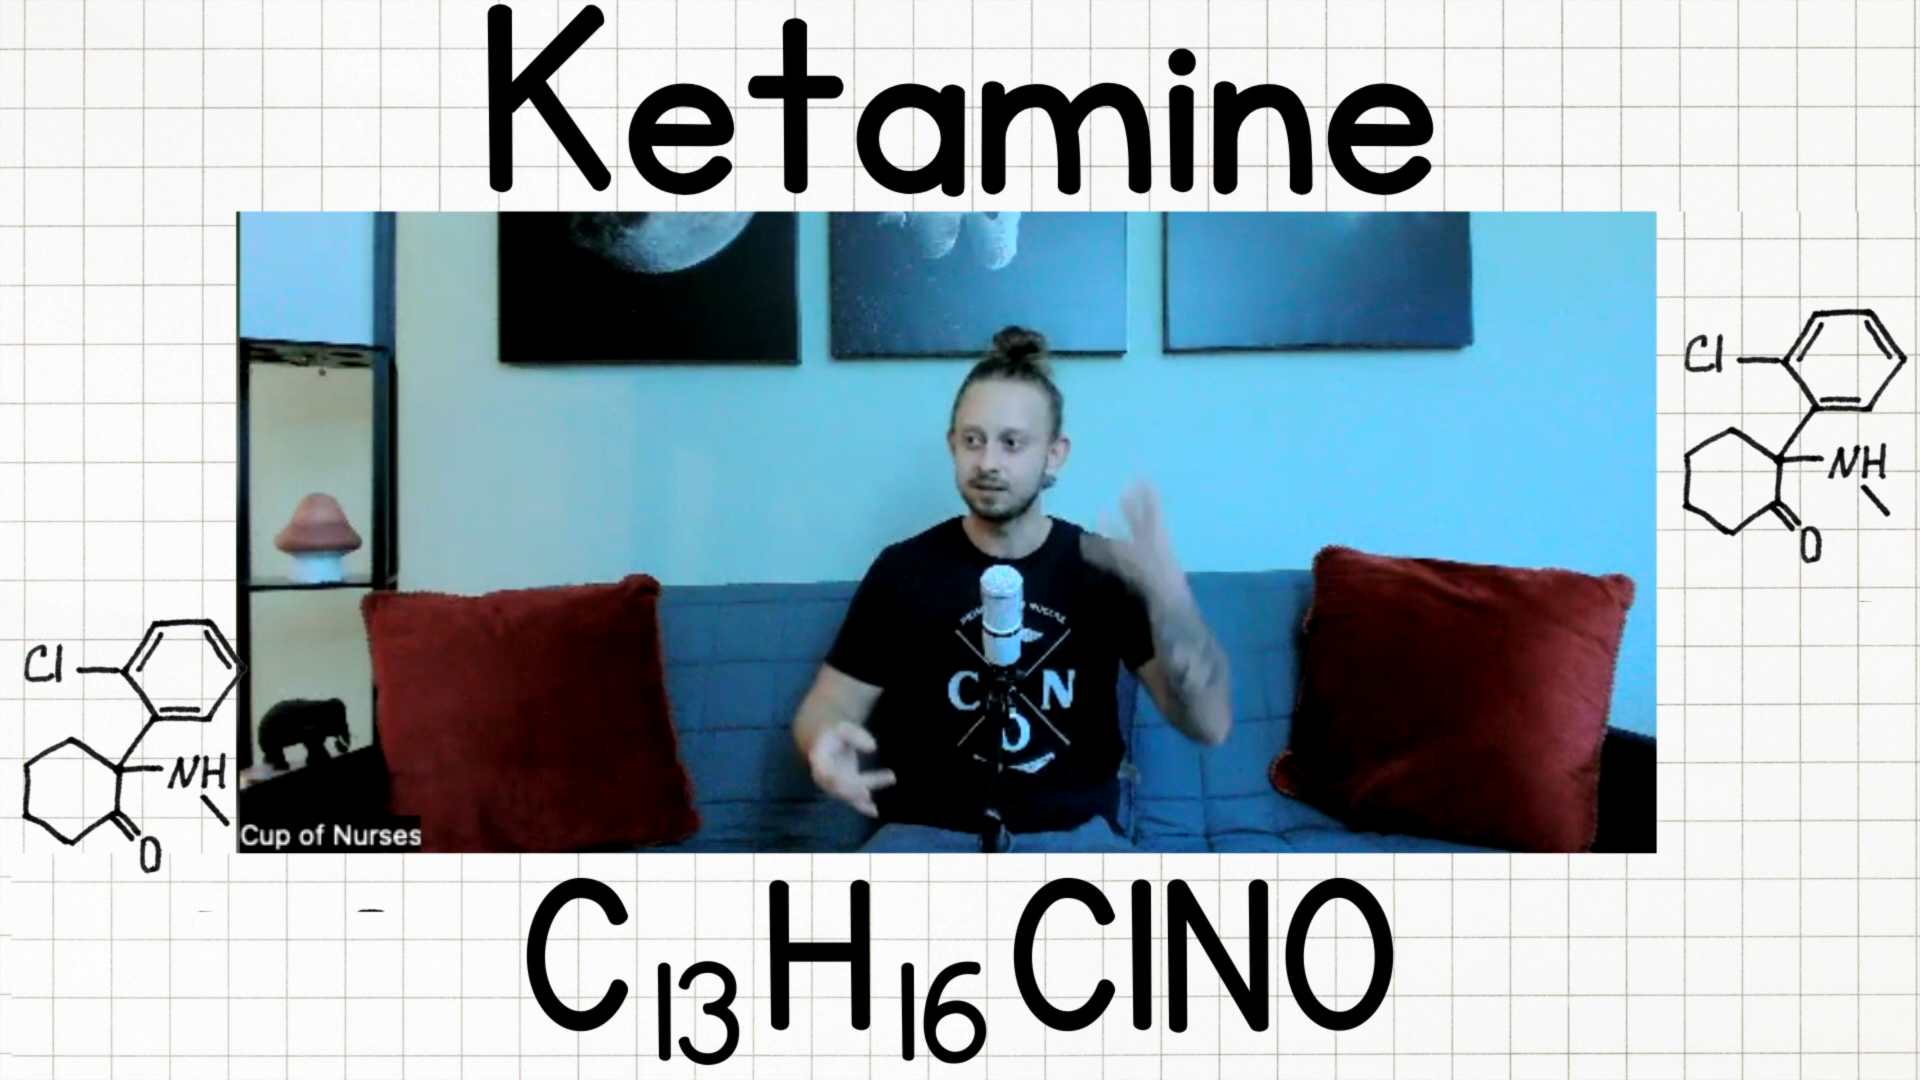 Ketamine
Cl
NH
O
Cl
NH
O
C O N
Cup of Nurses
C13H16ClNO